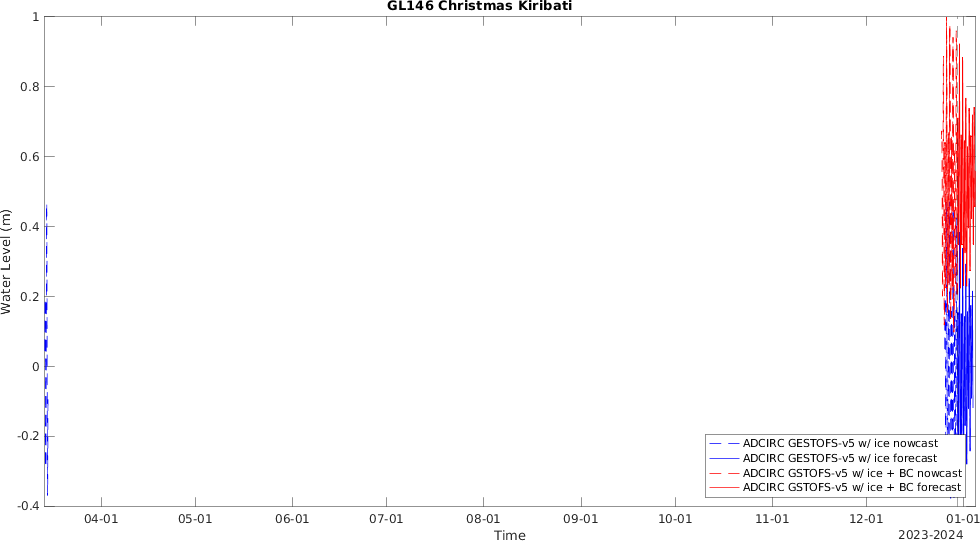 GL146 Christmas Kiribati
Water Level (m)
1
0.8
0.6
0.4
0.2
0
-0.2
-0.4
ADCIRC GESTOFS-v5 w/ ice nowcast
ADCIRC GESTOFS-v5 w/ ice forecast
ADCIRC GSTOFS-v5 w/ ice + BC nowcast
ADCIRC GSTOFS-v5 w/ ice + BC forecast
04-01 05-01 06-01 07-01 08-01 09-01 10-01 11-01 12-01 01-01
Time
2023-2024